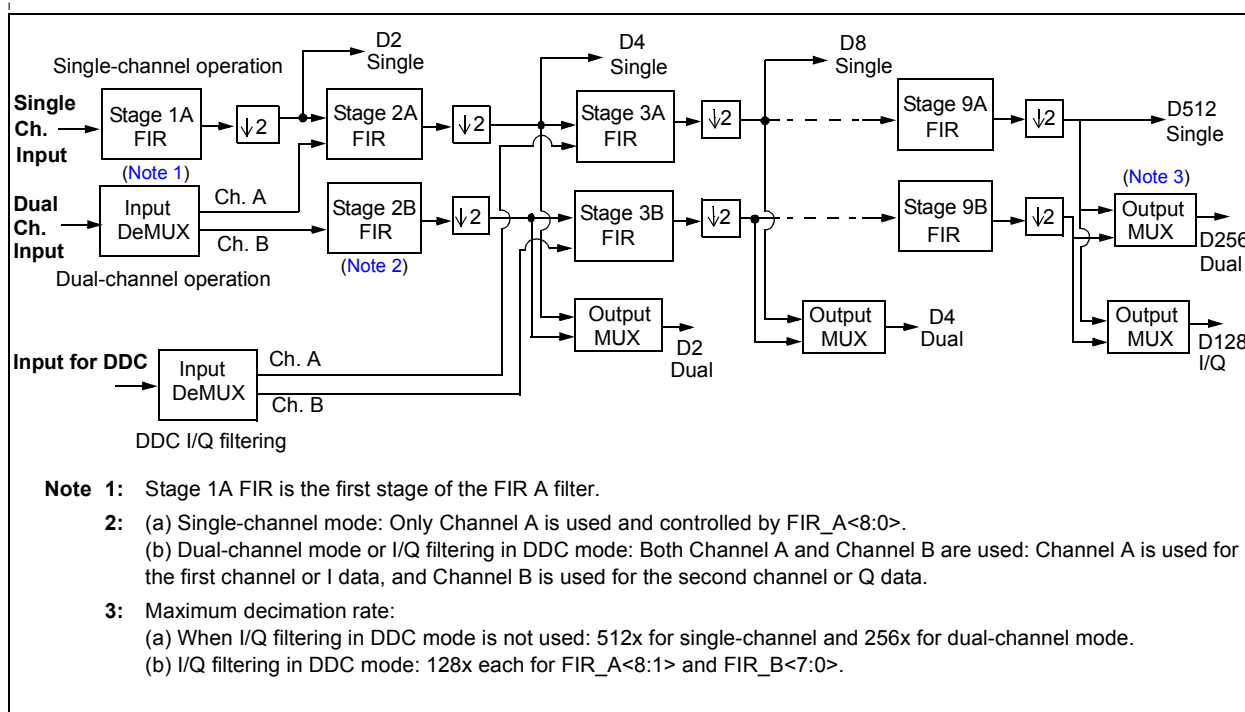 D2
Single
D4
Single
D8
Single
Single-channel operation
Single
Ch.
Input
Stage 1A
FIR
↓2
Stage 2A
FIR
↓2
Stage 3A
FIR
↓2
Stage 9A
FIR
↓2
D512
Single
(Note 1)
(Note 3)
Dual
Ch.
Input
Input
DeMUX
Ch. A
Ch. B
Stage 2B
FIR
↓2
Stage 3B
FIR
↓2
Stage 9B
FIR
↓2
Output
MUX
D256
Dual
(Note 2)
Dual-channel operation
Output
MUX
D2
Dual
Output
MUX
D4
Dual
Output
MUX
D128
I/Q
Input for DDC
Input
DeMUX
Ch. A
Ch. B
DDC I/Q filtering
Note 1: Stage 1A FIR is the first stage of the FIR A filter.
2: (a) Single-channel mode: Only Channel A is used and controlled by FIR_A<8:0>.
(b) Dual-channel mode or I/Q filtering in DDC mode: Both Channel A and Channel B are used: Channel A is used for
the first channel or I data, and Channel B is used for the second channel or Q data.
3: Maximum decimation rate:
(a) When I/Q filtering in DDC mode is not used: 512x for single-channel and 256x for dual-channel mode.
(b) I/Q filtering in DDC mode: 128x each for FIR_A<8:1> and FIR_B<7:0>.